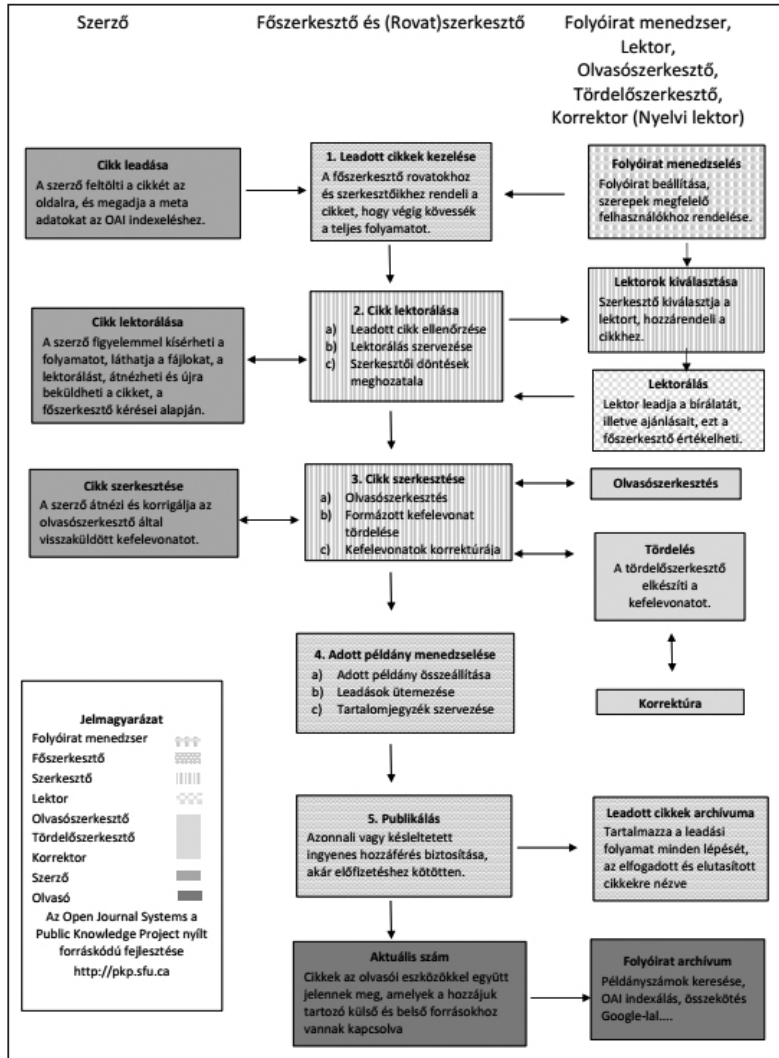 Szerző
Főszerkesztő és (Rovat)szerkesztő
Folyóirat menedzser,
Lektor,
Olvasószerkesztő,
Tördelőszerkesztő,
Korrektor (Nyelvi lektor)
Cikk leadása
A szerző feltölti a cikkét az
oldalra, és megadja a meta
adatokat az OAI indexeléshez.
1. Leadott cikkek kezelése
A főszerkesztő rovatokhoz
és szerkesztőikhez rendeli a
cikket, hogy végig kövessék
a teljes folyamatot.
Folyóirat menedzselés
Folyóirat beállítása,
szerepek megfelelő
felhasználókhoz rendelése.
Cikk lektorálása
A szerző figyelemmel kísérheti a
folyamatot, láthatja a fájlokat, a
lektorálást, átnézheti és újra
beküldheti a cikket, a
főszerkesztő kérései alapján.
2. Cikk lektorálása
a) Leadott cikk ellenőrzése
b) Lektorálás szervezése
c) Szerkesztői döntések
meghozatala
Lektorok kiválasztása
Szerkesztő kiválasztja a
lektort, hozzárendeli a
cikkhez.
Lektorálás
Lektor leadja a bírálatát,
illetve ajánlásait, ezt a
főszerkesztő értékelheti.
Cikk szerkesztése
A szerző átnézi és korrigálja az
olvasószerkesztő által
visszaküldött kefelevonatot.
3. Cikk szerkesztése
a) Olvasószerkesztés
b) Formázott kefelevonat
tördelése
c) Kefelevonatok korrektúrája
Olvasószerkesztés
Tördelés
A tördelőszerkesztő
elkészíti a
kefelevonatot.
Korrektúra
4. Adott példány menedzselése
a) Adott példány összeállítása
b) Leadások ütemezése
c) Tartalomjegyzék szervezése
Jelmagyarázat
Folyóirat menedzser
Főszerkesztő
Szerkesztő
Lektor
Olvasószerkesztő
Tördelőszerkesztő
Korrektor
Szerző
Olvasó
Az Open Journal Systems a
Public Knowledge Project nyílt
forráskódú fejlesztése
http://pkp.sfu.ca
5. Publikálás
Azonnali vagy késleltetett
ingyenes hozzáférés biztosítása,
akár előfizetéshez kötötten.
Leadott cikkek archívuma
Tartalmazza a leadási
folyamat minden lépését,
az elfogadott és elutasított
cikkekre nézve
Aktuális szám
Cikkek az olvasói eszközökkel együtt
jelennek meg, amelyek a hozzájuk
tartozó külső és belső forrásokhoz
vannak kapcsolva
Folyóirat archívum
Példányszámok keresése,
OAI indexálás, összekötés
Google-lal....